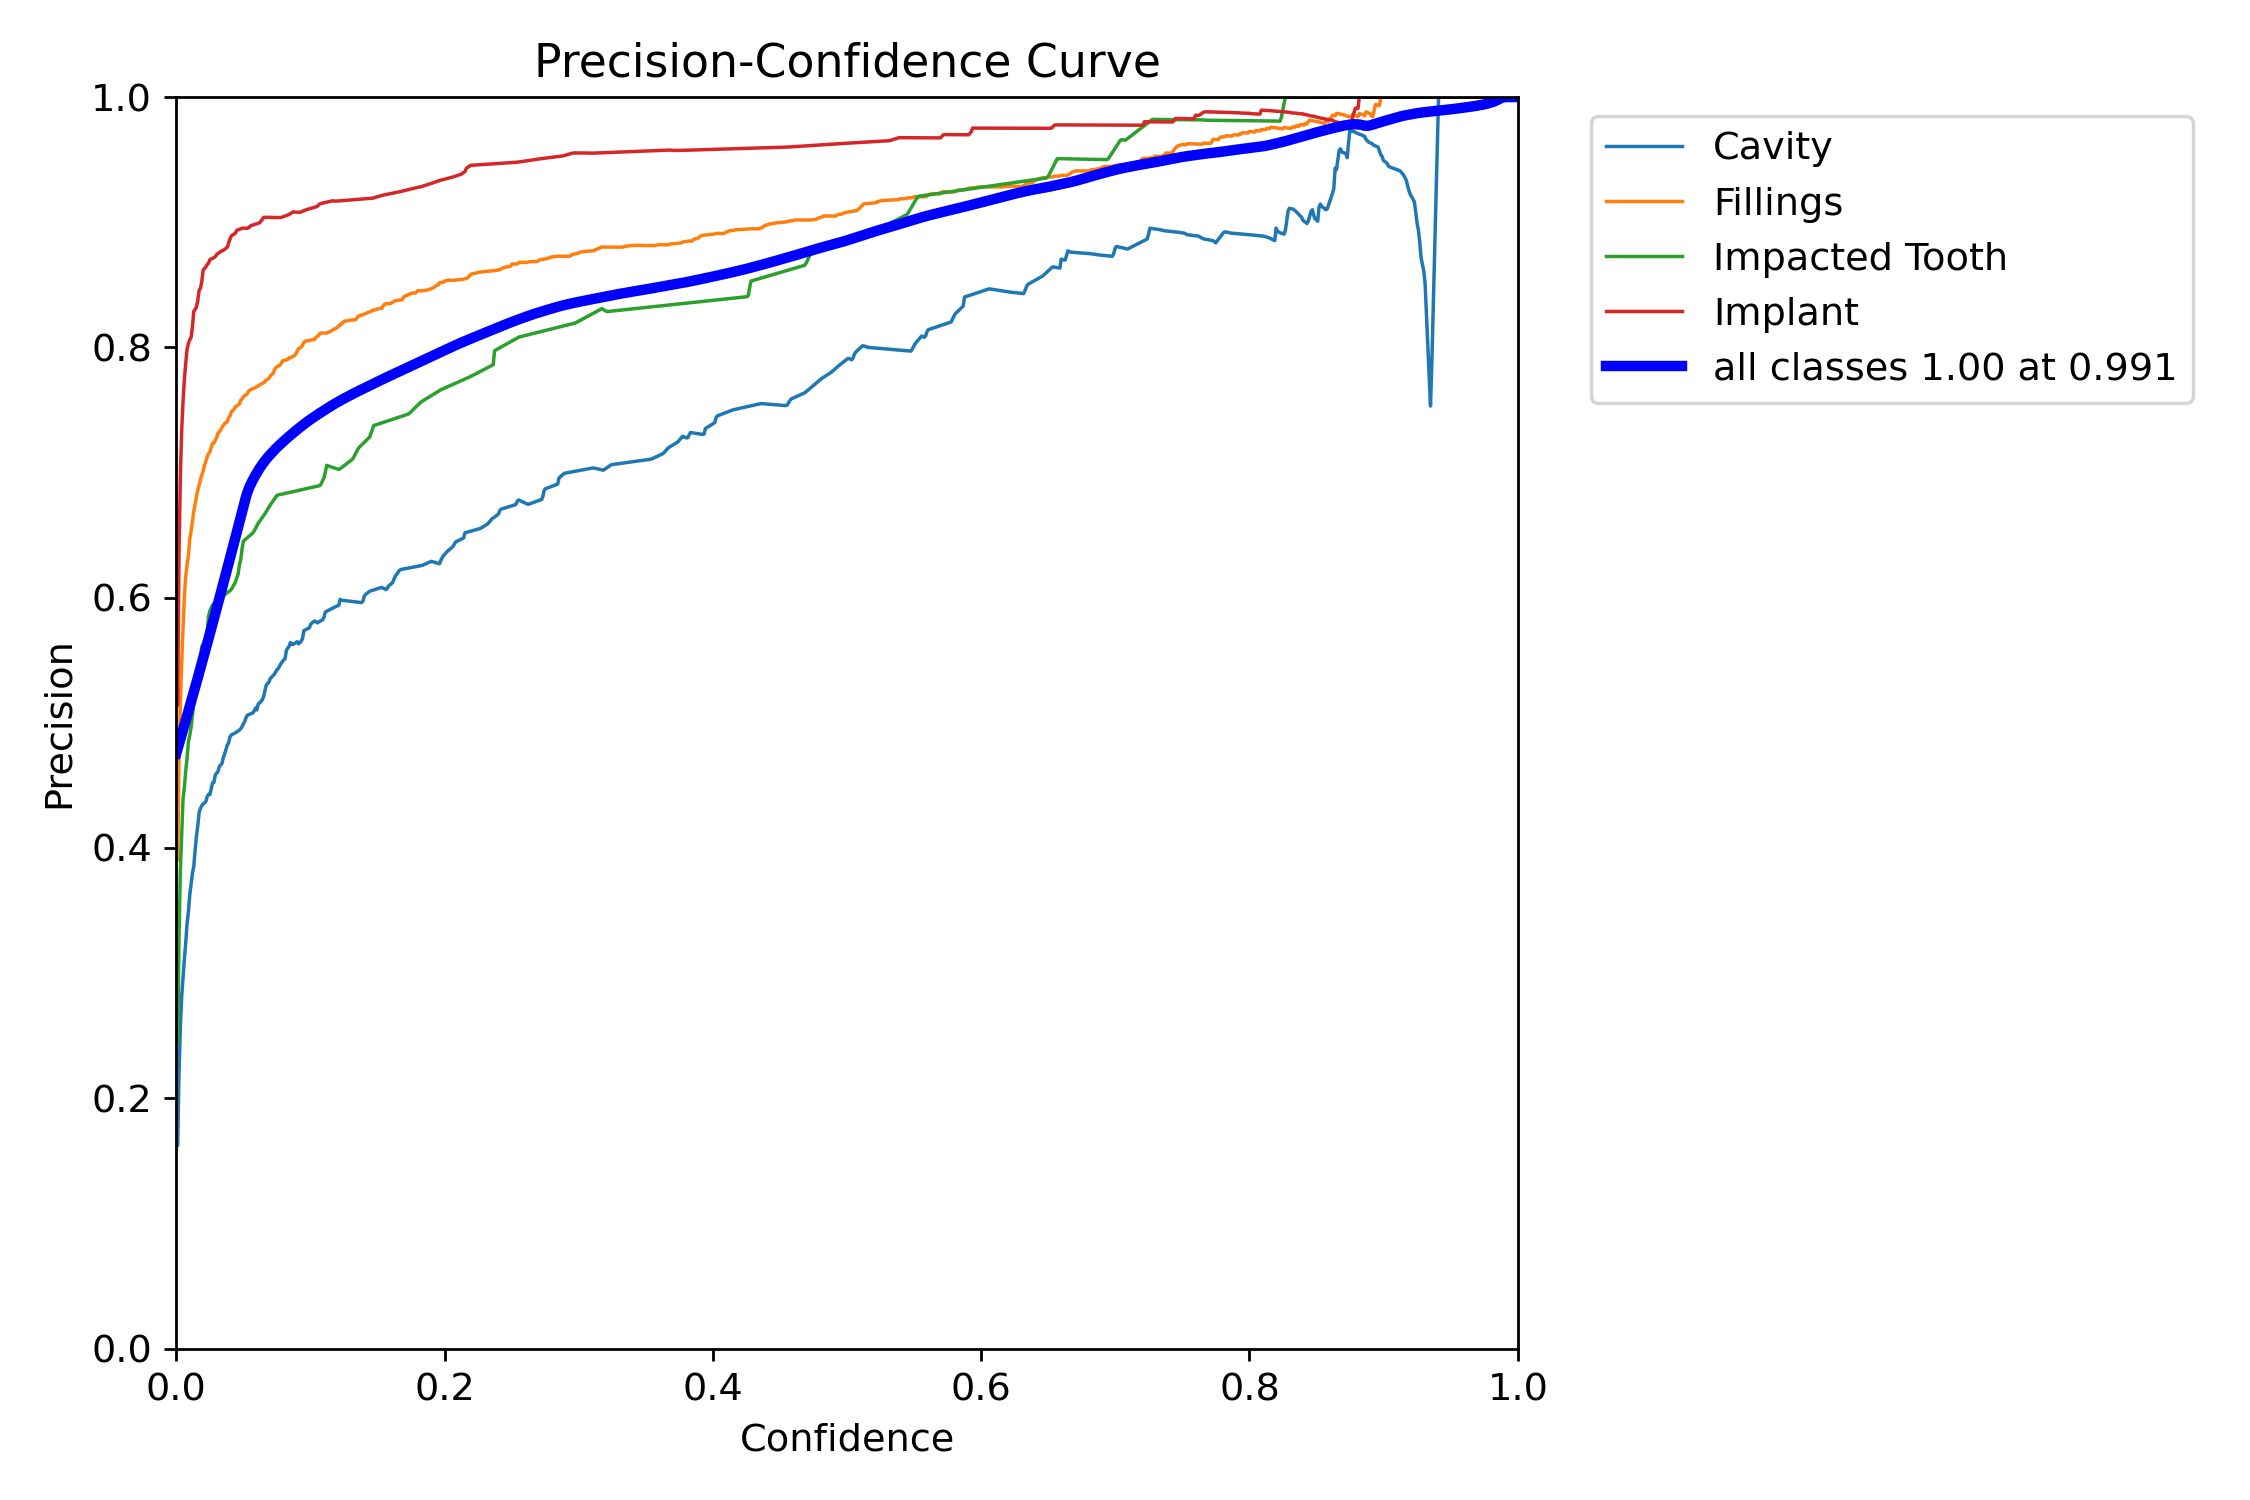 Precision-Confidence Curve
1.0
0.8
0.6
0.4
0.2
0.0
Precision
0.0 0.2 0.4 0.6 0.8 1.0
Confidence
Cavity
Fillings
Impacted Tooth
Implant
all classes 1.00 at 0.991